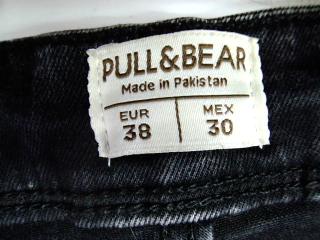 PULL&BEAR
Made in Pakistan
EUR MEX
38 30